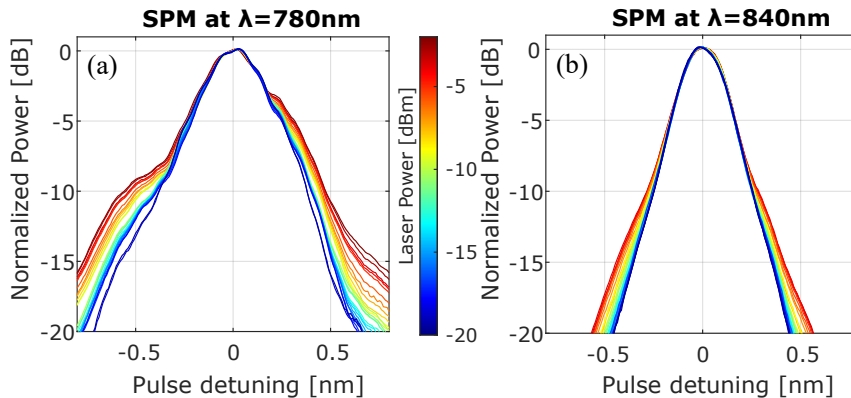 SPM at λ=780nm
(a)
Normalized Power [dB]
0
-5
-10
-15
-20
-0.5
0
0.5
Pulse detuning [nm]
Laser Power [dBm]
-5
-10
-15
-20
SPM at λ=840nm
(b)
Normalized Power [dB]
0
-5
-10
-15
-20
-0.5
0
0.5
Pulse detuning [nm]